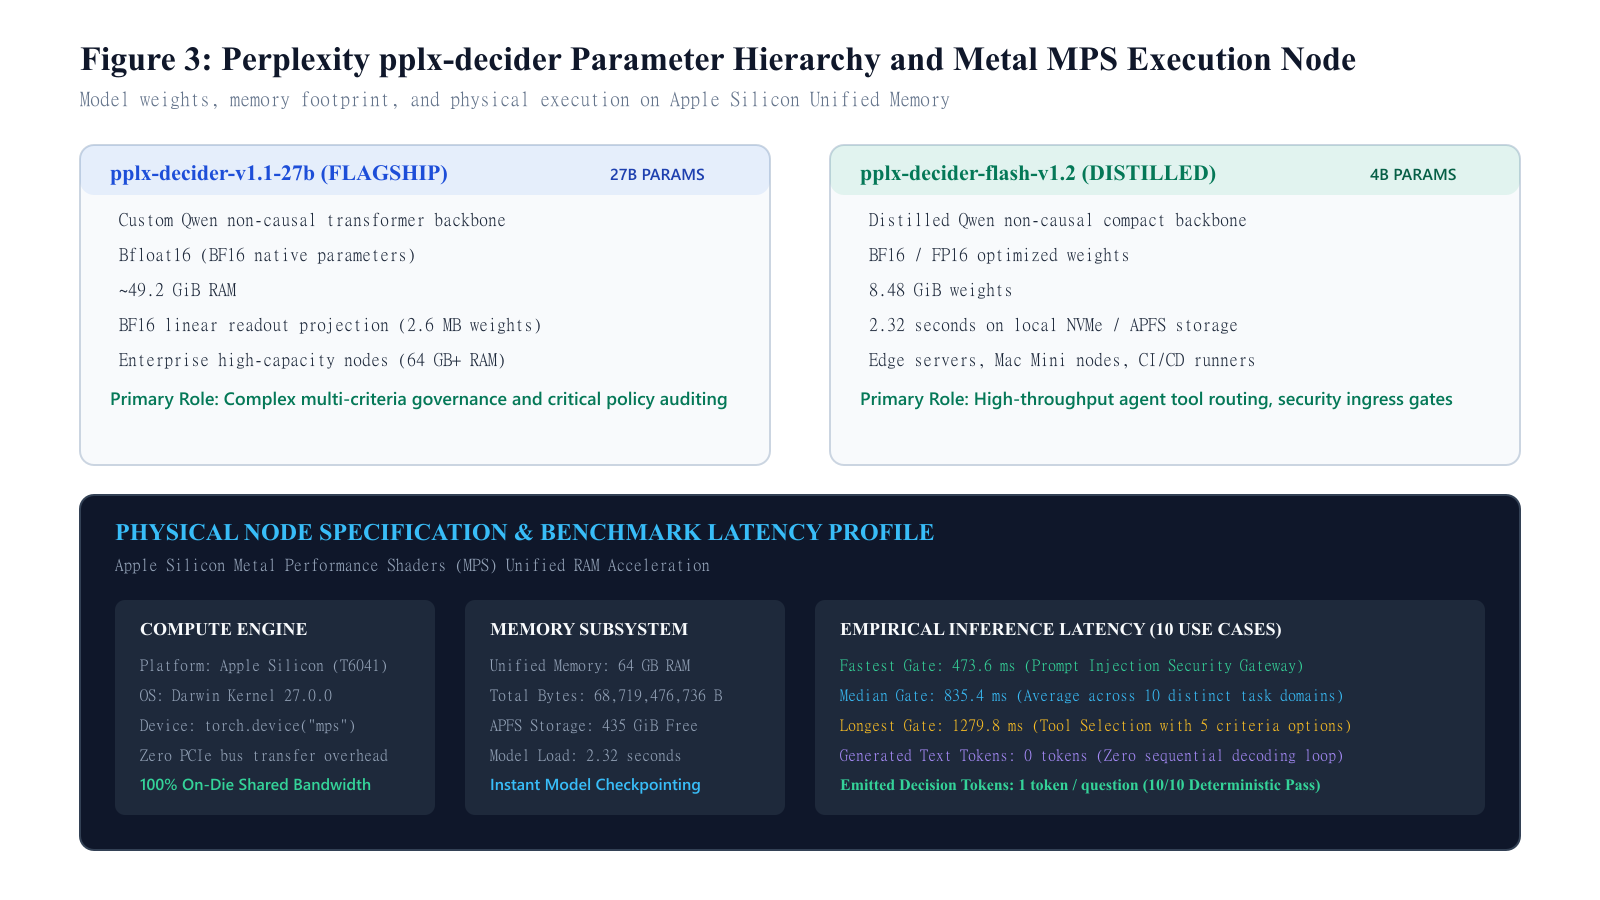 Figure 3: Perplexity pplx-decider Parameter Hierarchy and Metal MPS Execution Node
Model weights, memory footprint, and physical execution on Apple Silicon Unified Memory
pplx-decider-v1.1-27b (FLAGSHIP)
27B PARAMS
Custom Qwen non-causal transformer backbone
Bfloat16 (BF16 native parameters)
~49.2 GiB RAM
BF16 linear readout projection (2.6 MB weights)
Enterprise high-capacity nodes (64 GB+ RAM)
Primary Role: Complex multi-criteria governance and critical policy auditing
pplx-decider-flash-v1.2 (DISTILLED)
4B PARAMS
Distilled Qwen non-causal compact backbone
BF16 / FP16 optimized weights
8.48 GiB weights
2.32 seconds on local NVMe / APFS storage
Edge servers, Mac Mini nodes, CI/CD runners
Primary Role: High-throughput agent tool routing, security ingress gates
PHYSICAL NODE SPECIFICATION & BENCHMARK LATENCY PROFILE
Apple Silicon Metal Performance Shaders (MPS) Unified RAM Acceleration
COMPUTE ENGINE
Platform: Apple Silicon (T6041)
OS: Darwin Kernel 27.0.0
Device: torch.device("mps")
Zero PCIe bus transfer overhead
100% On-Die Shared Bandwidth
MEMORY SUBSYSTEM
Unified Memory: 64 GB RAM
Total Bytes: 68,719,476,736 B
APFS Storage: 435 GiB Free
Model Load: 2.32 seconds
Instant Model Checkpointing
EMPIRICAL INFERENCE LATENCY (10 USE CASES)
Fastest Gate: 473.6 ms (Prompt Injection Security Gateway)
Median Gate: 835.4 ms (Average across 10 distinct task domains)
Longest Gate: 1279.8 ms (Tool Selection with 5 criteria options)
Generated Text Tokens: 0 tokens (Zero sequential decoding loop)
Emitted Decision Tokens: 1 token / question (10/10 Deterministic Pass)